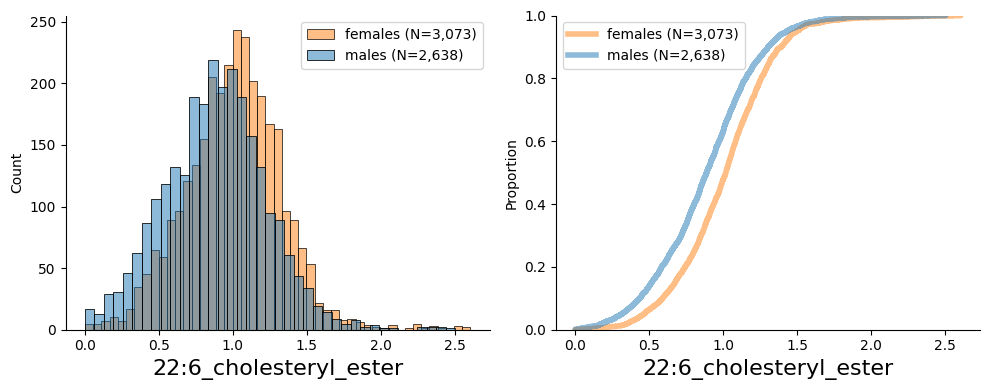 females (N=3,073)
males (N=2,638)
Count
250
200
150
100
50
0
0.0 0.5 1.0 1.5 2.0 2.5
22:6_cholesteryl_ester
females (N=3,073)
males (N=2,638)
Proportion
1.0
0.8
0.6
0.4
0.2
0.0
0.0 0.5 1.0 1.5 2.0 2.5
22:6_cholesteryl_ester